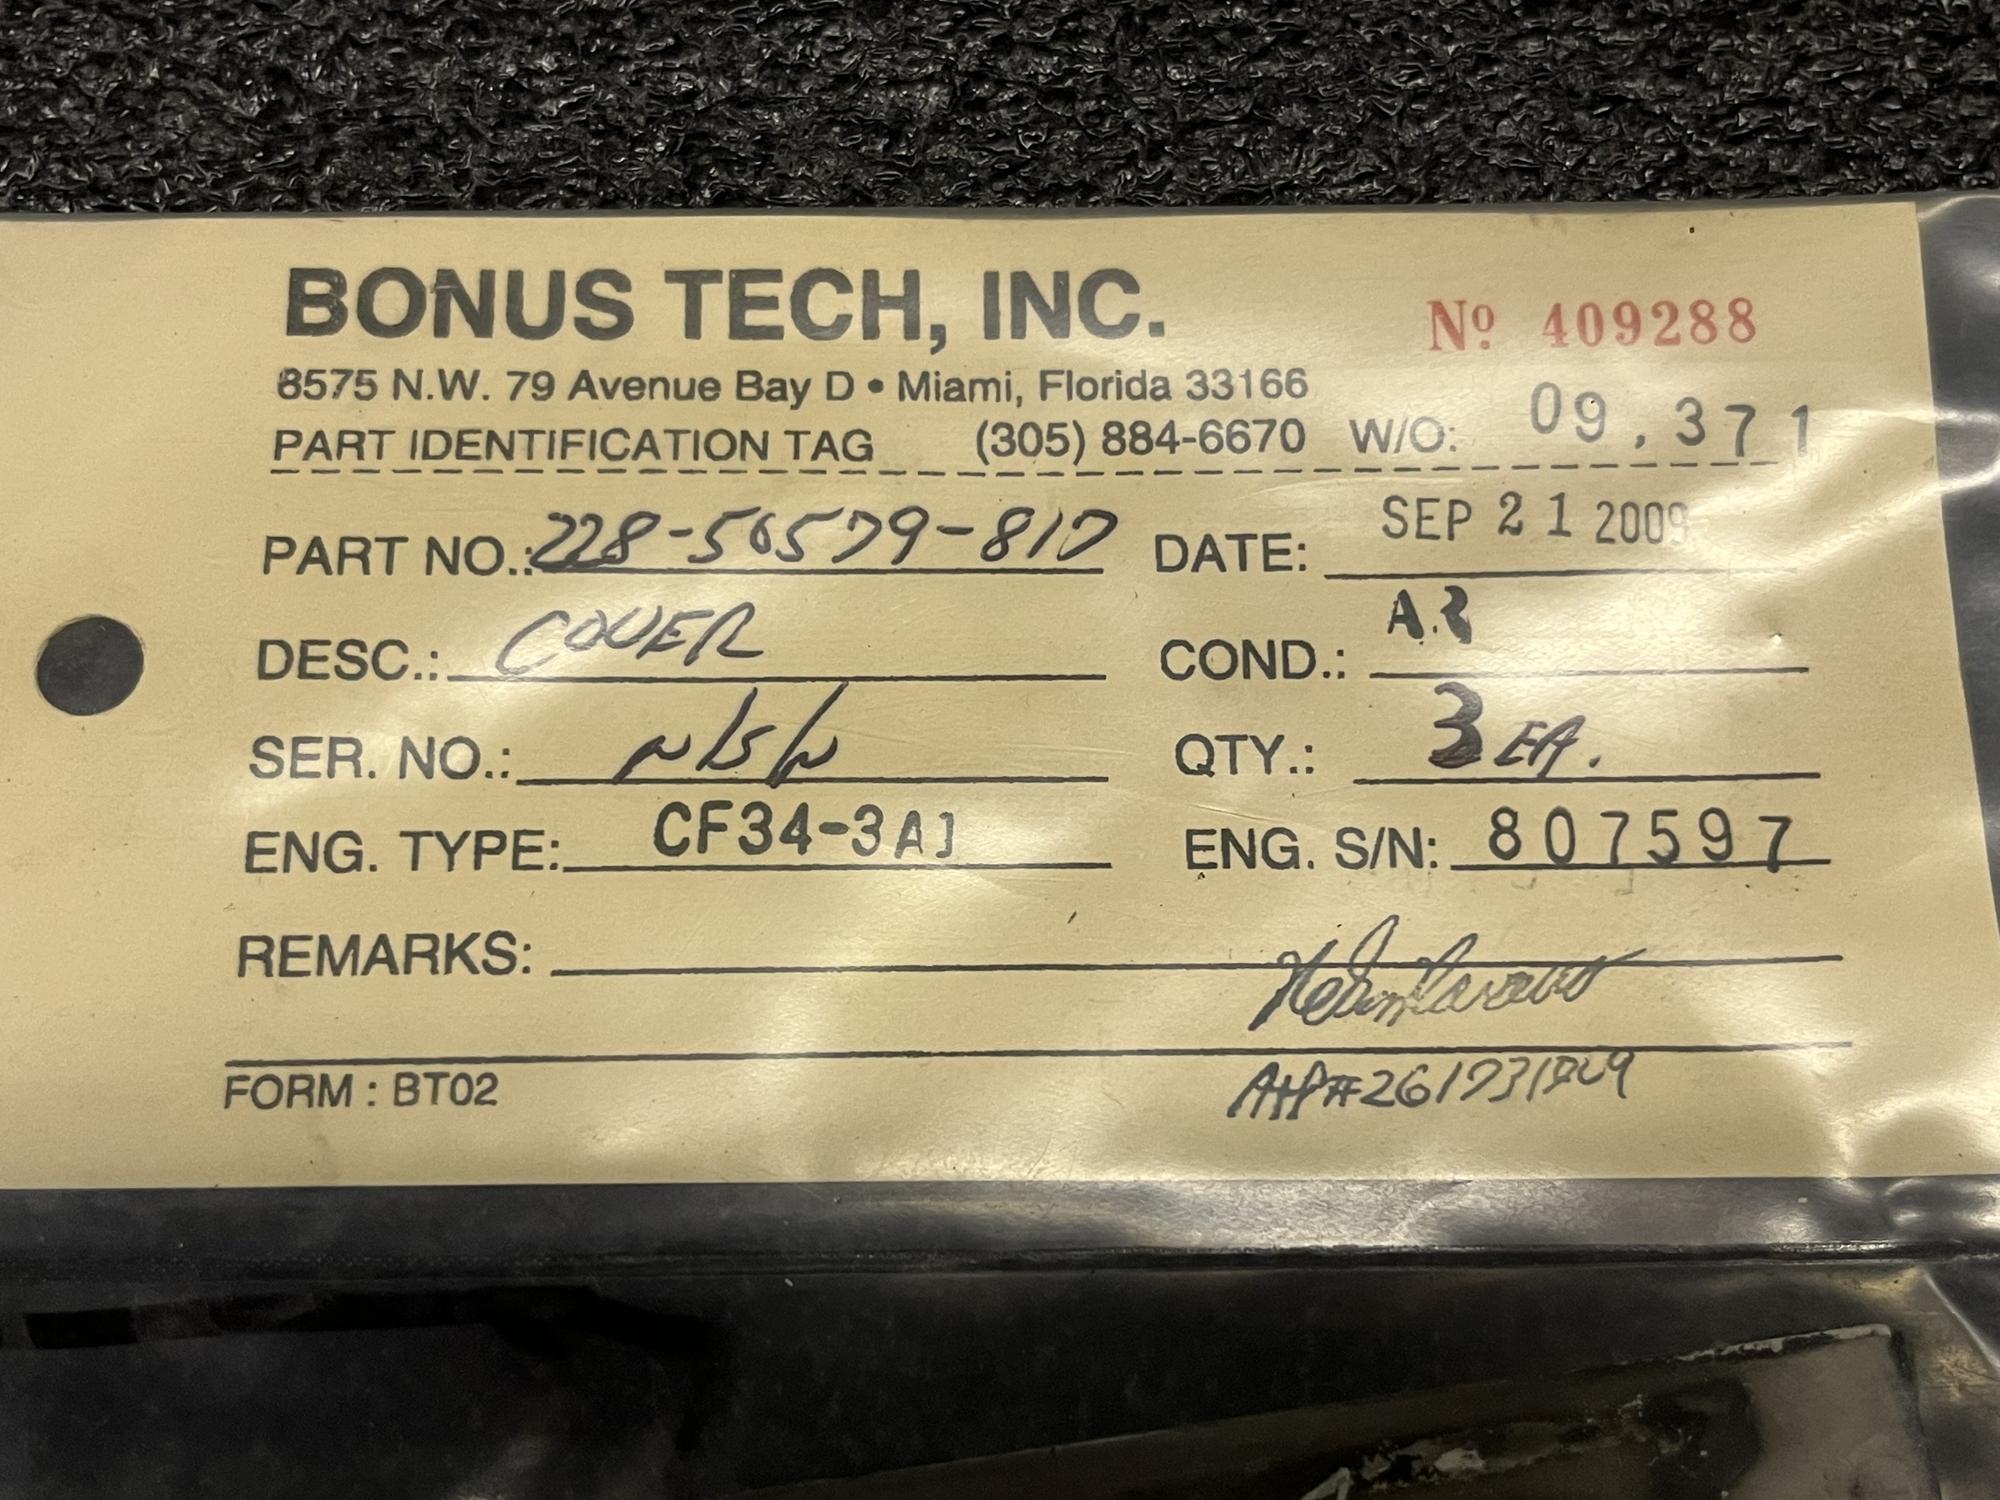 BONUS TECH, INC.
Nº 409288
8575 N.W. 79 Avenue Bay D • Miami, Florida 33166
PART IDENTIFICATION TAG (305) 884-6670 W/O: 09.371
PART NO.: 228-56579-817 DATE: SEP 21 2009
DESC.: COVER COND.: A.R
SER. NO.: N/S/N QTY.: 3 EA.
ENG. TYPE: CF34-3A1 ENG. S/N: 807597
REMARKS:
FORM : BT02